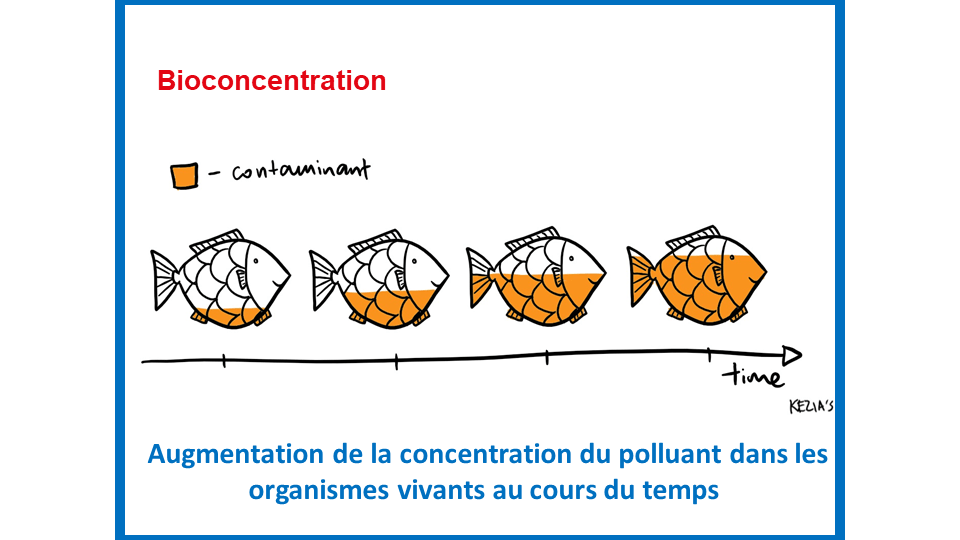 Bioconcentration
- contaminant
time
KEZIA'S
Augmentation de la concentration du polluant dans les
organismes vivants au cours du temps